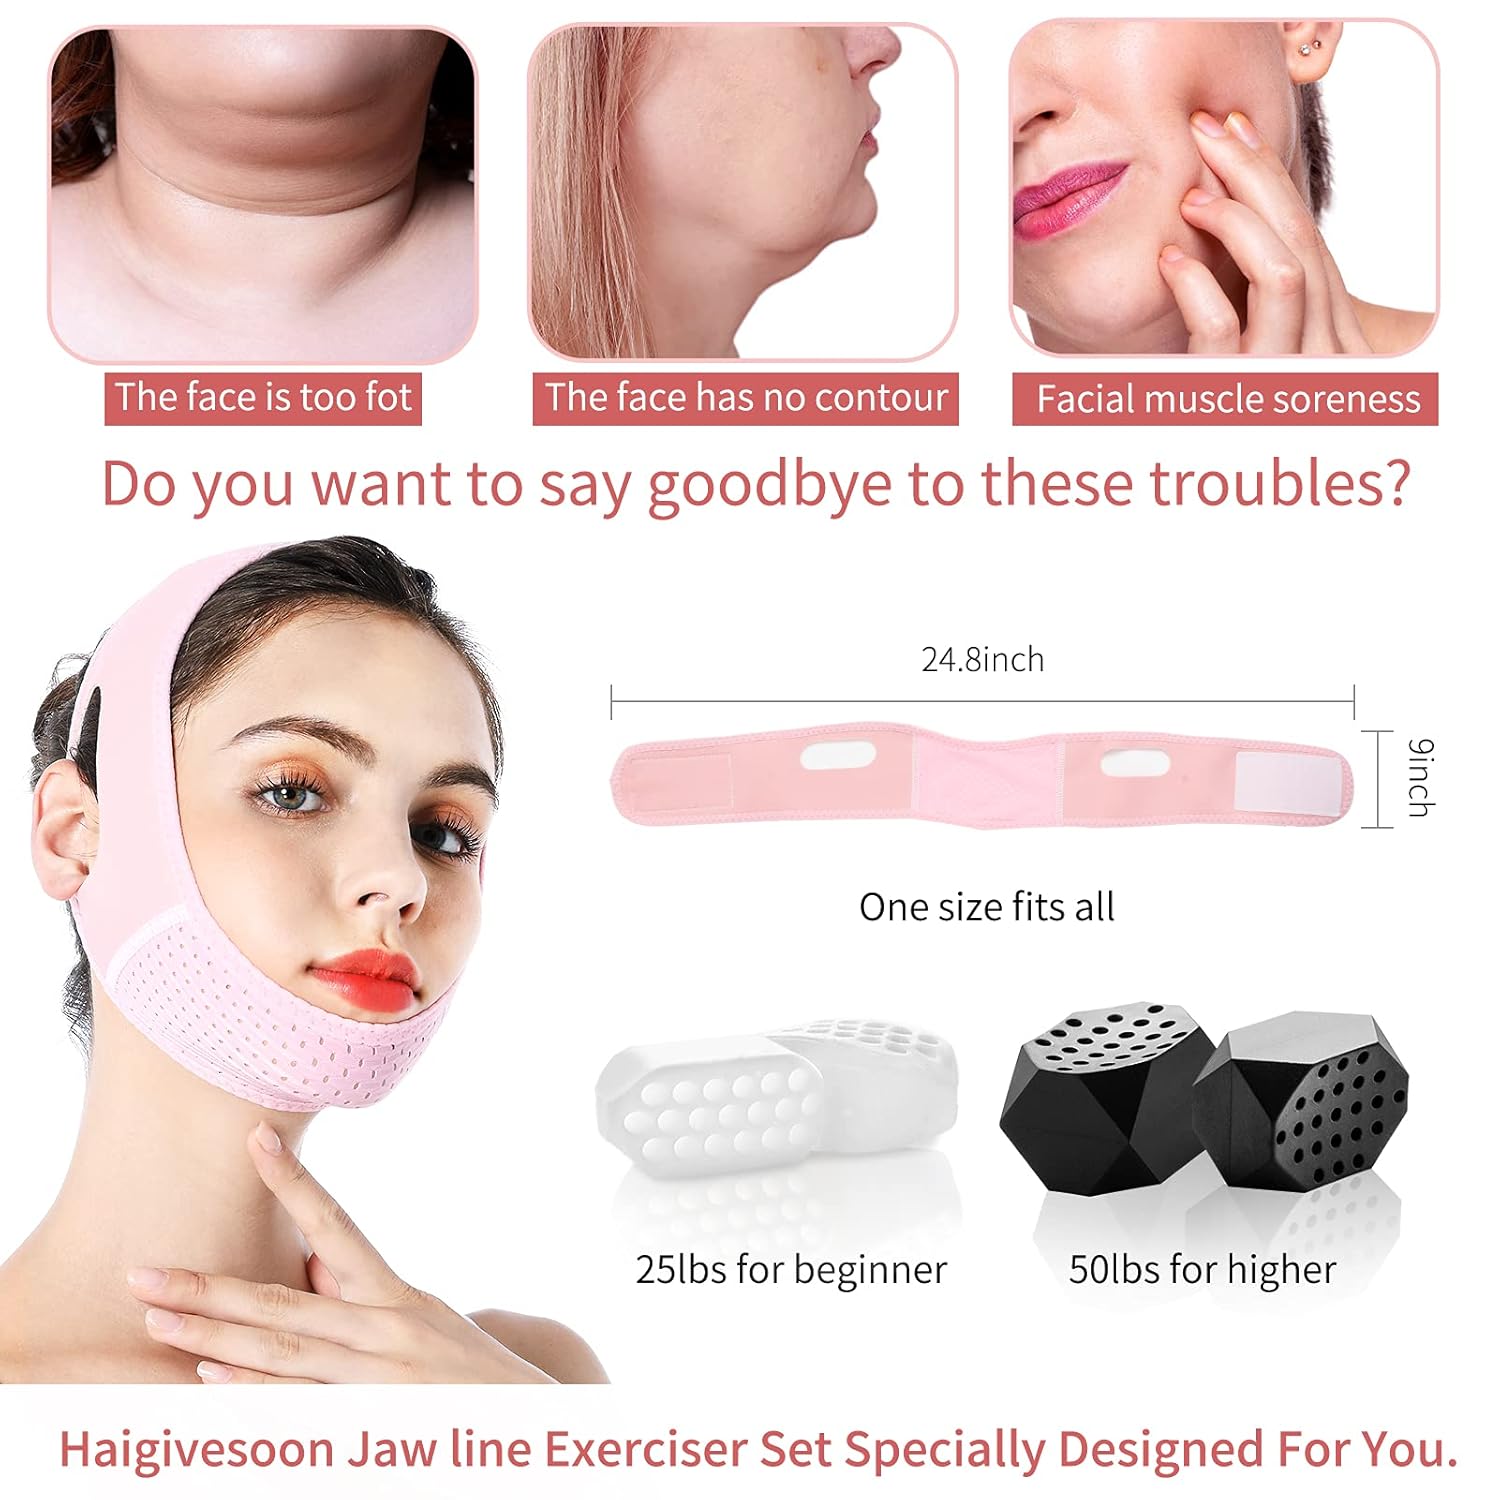 The face is too fot
The face has no contour
Facial muscle soreness
Do you want to say goodbye to these troubles?
24.8inch
9inch
One size fits all
25lbs for beginner
50lbs for higher
Haigivesoon Jaw line Exerciser Set Specially Designed For You.